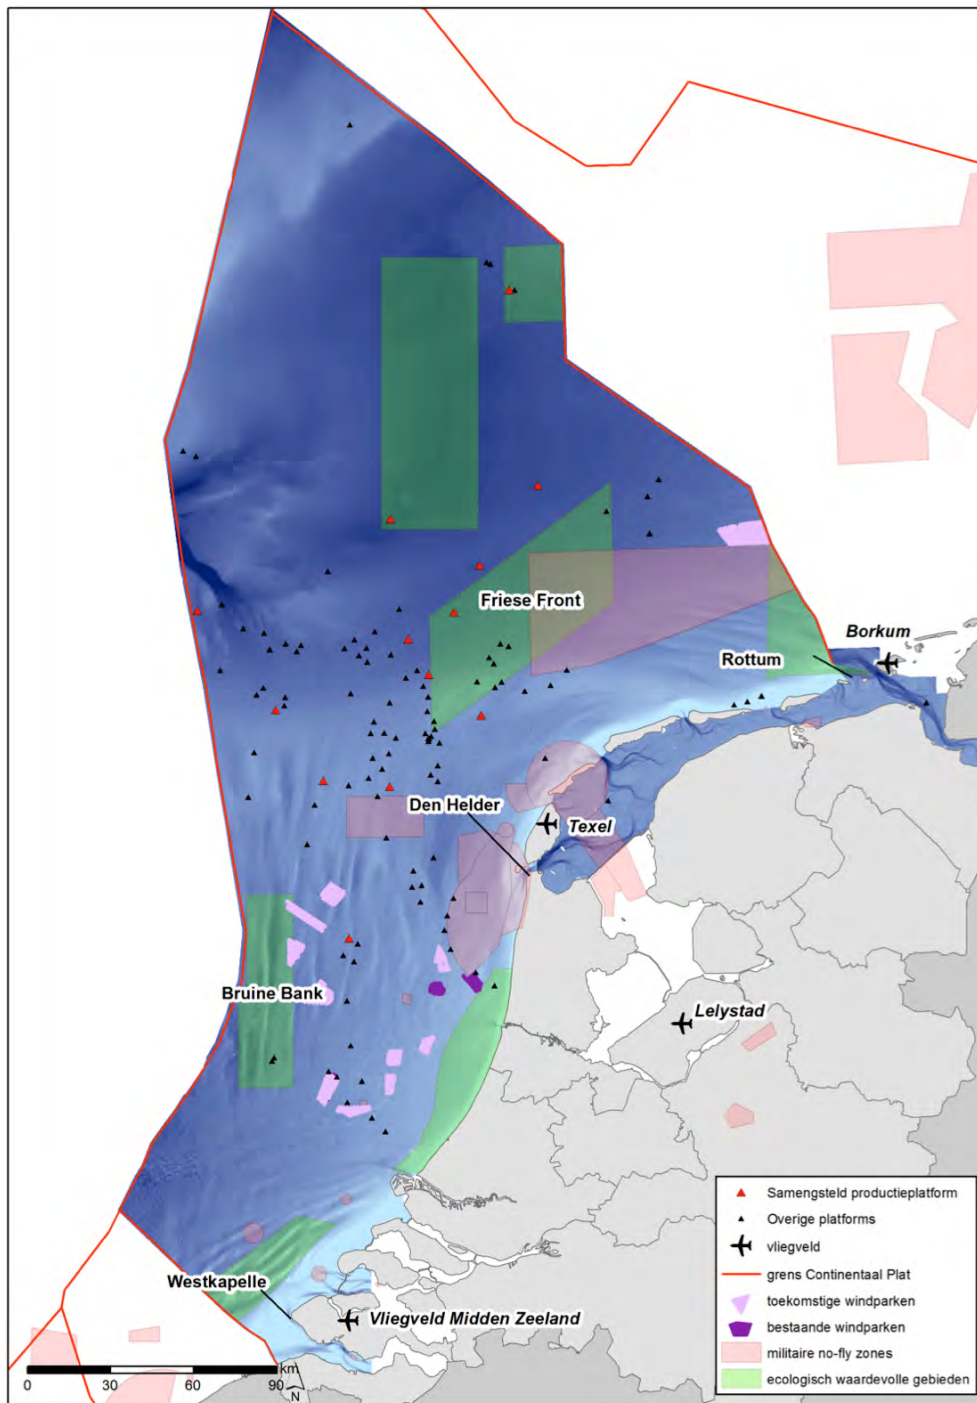 Friese Front
Borkum
Rottum
Den Helder
Texel
Bruine Bank
Lelystad
Westkapelle
Vliegveld Midden Zeeland
Samengsteld productieplatform
Overige platforms
vliegveld
grens Continentaal Plat
toekomstige windparken
bestaande windparken
militaire no-fly zones
ecologisch waardevolle gebieden
km
0 30 60 90
N